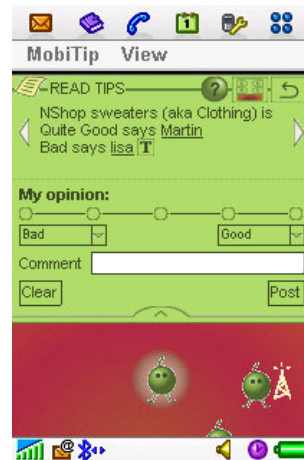 MobiTip View
READ TIPS
?
NShop sweaters (aka Clothing) is
Quite Good says Martin
Bad says lisa T
My opinion:
Bad Good
Comment
Clear Post